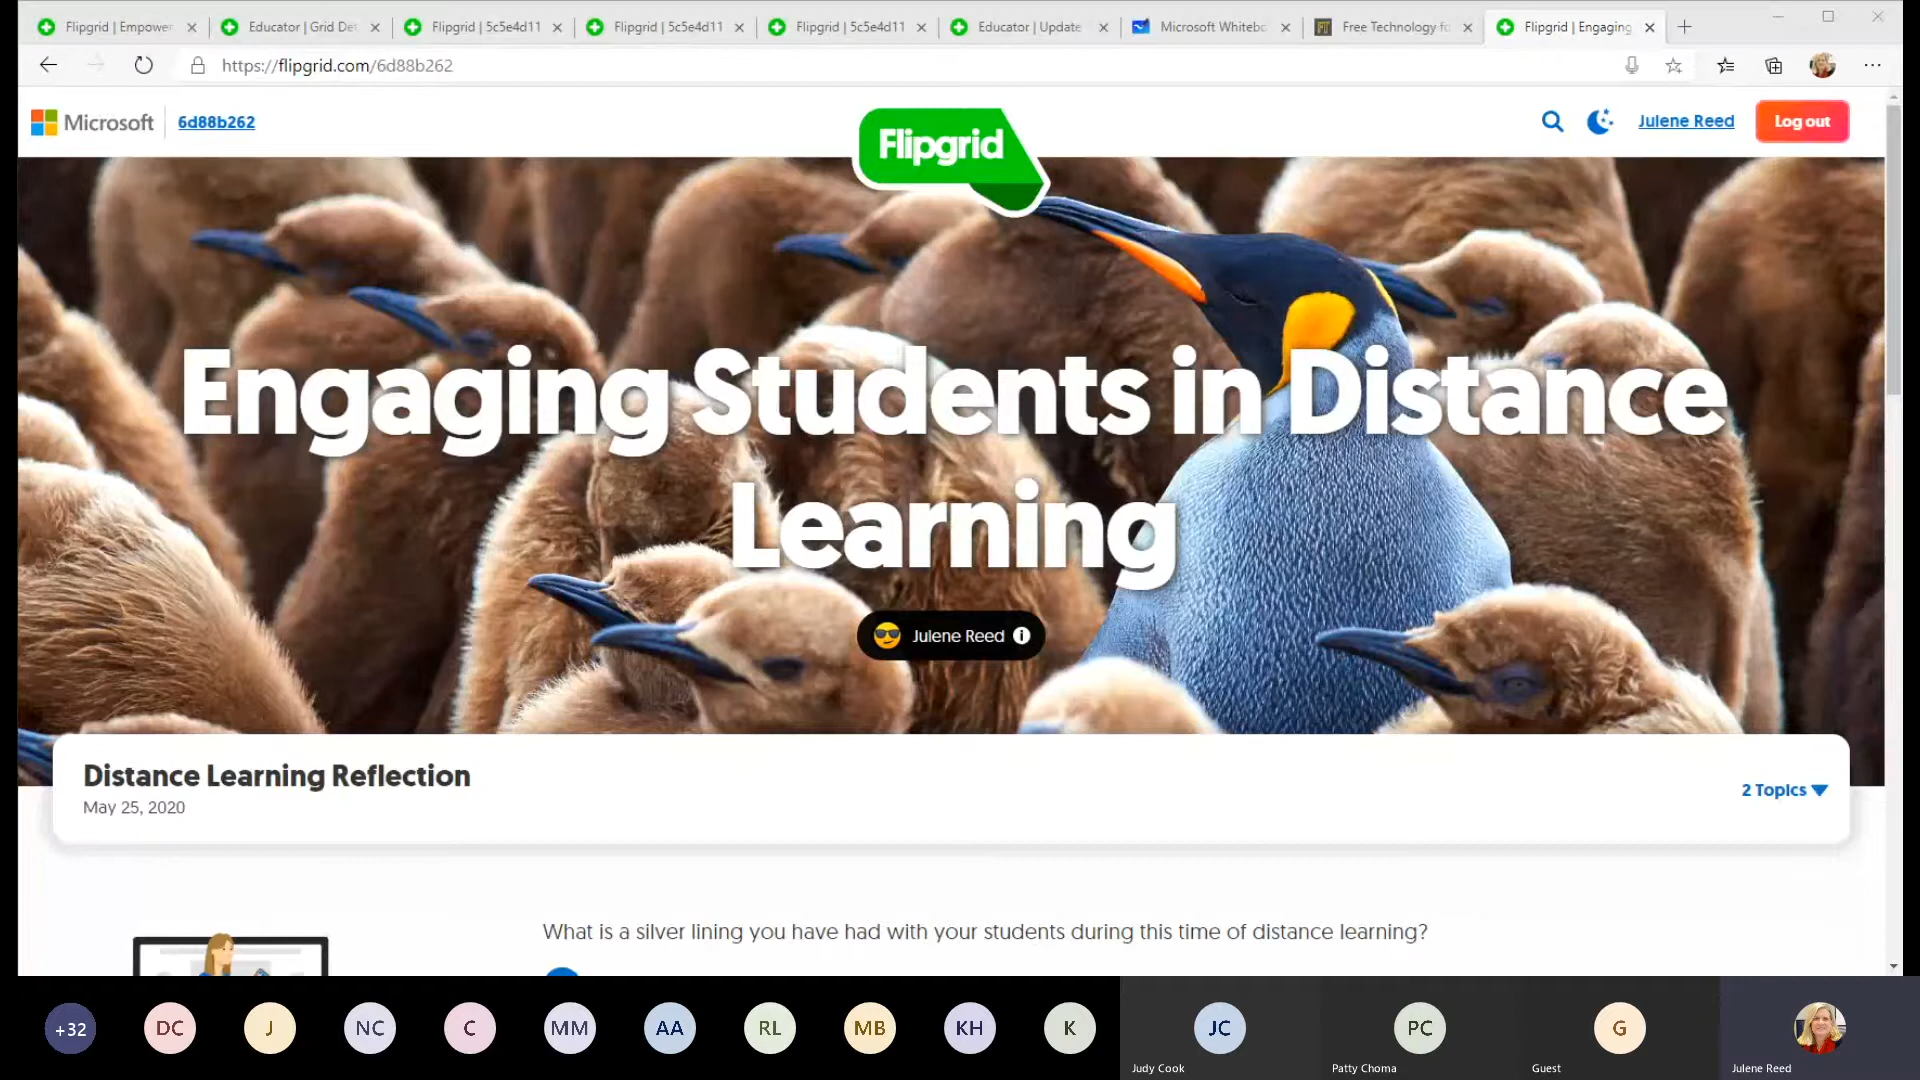 Flipgrid | Empower
Educator | Grid Det
Flipgrid | 5c5e4d11
Flipgrid | 5c5e4d11
Flipgrid | 5c5e4d11
Educator | Update
Microsoft Whitebo
Free Technology fo
Flipgrid | Engaging
https://flipgrid.com/6d88b262
Microsoft
6d88b262
Flipgrid
Julene Reed
Log out
Engaging Students in Distance
Learning
Julene Reed
Distance Learning Reflection
May 25, 2020
2 Topics
What is a silver lining you have had with your students during this time of distance learning?
+32
DC
J
NC
C
MM
AA
RL
MB
KH
K
JC
PC
G
Judy Cook
Patty Choma
Guest
Julene Reed